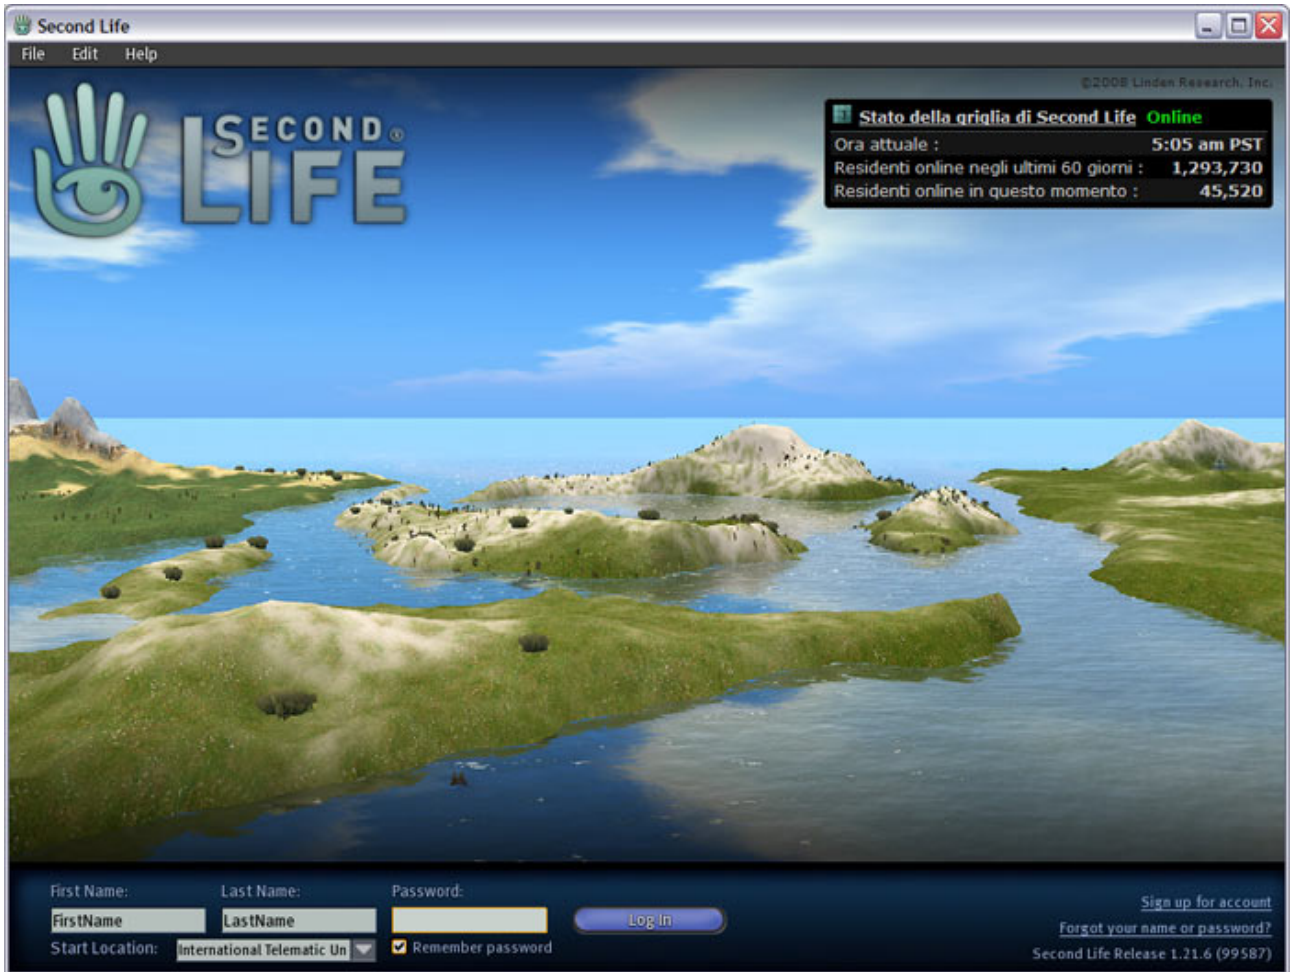 Second Life
File Edit Help
©2008 Linden Research, Inc.
SECOND®
LIFE
Stato della griglia di Second Life Online
Ora attuale : 5:05 am PST
Residenti online negli ultimi 60 giorni : 1,293,730
Residenti online in questo momento : 45,520
First Name: Last Name: Password:
FirstName LastName Log In
Start Location: International Telematic Un Remember password
Sign up for account
Forgot your name or password?
Second Life Release 1.21.6 (99587)